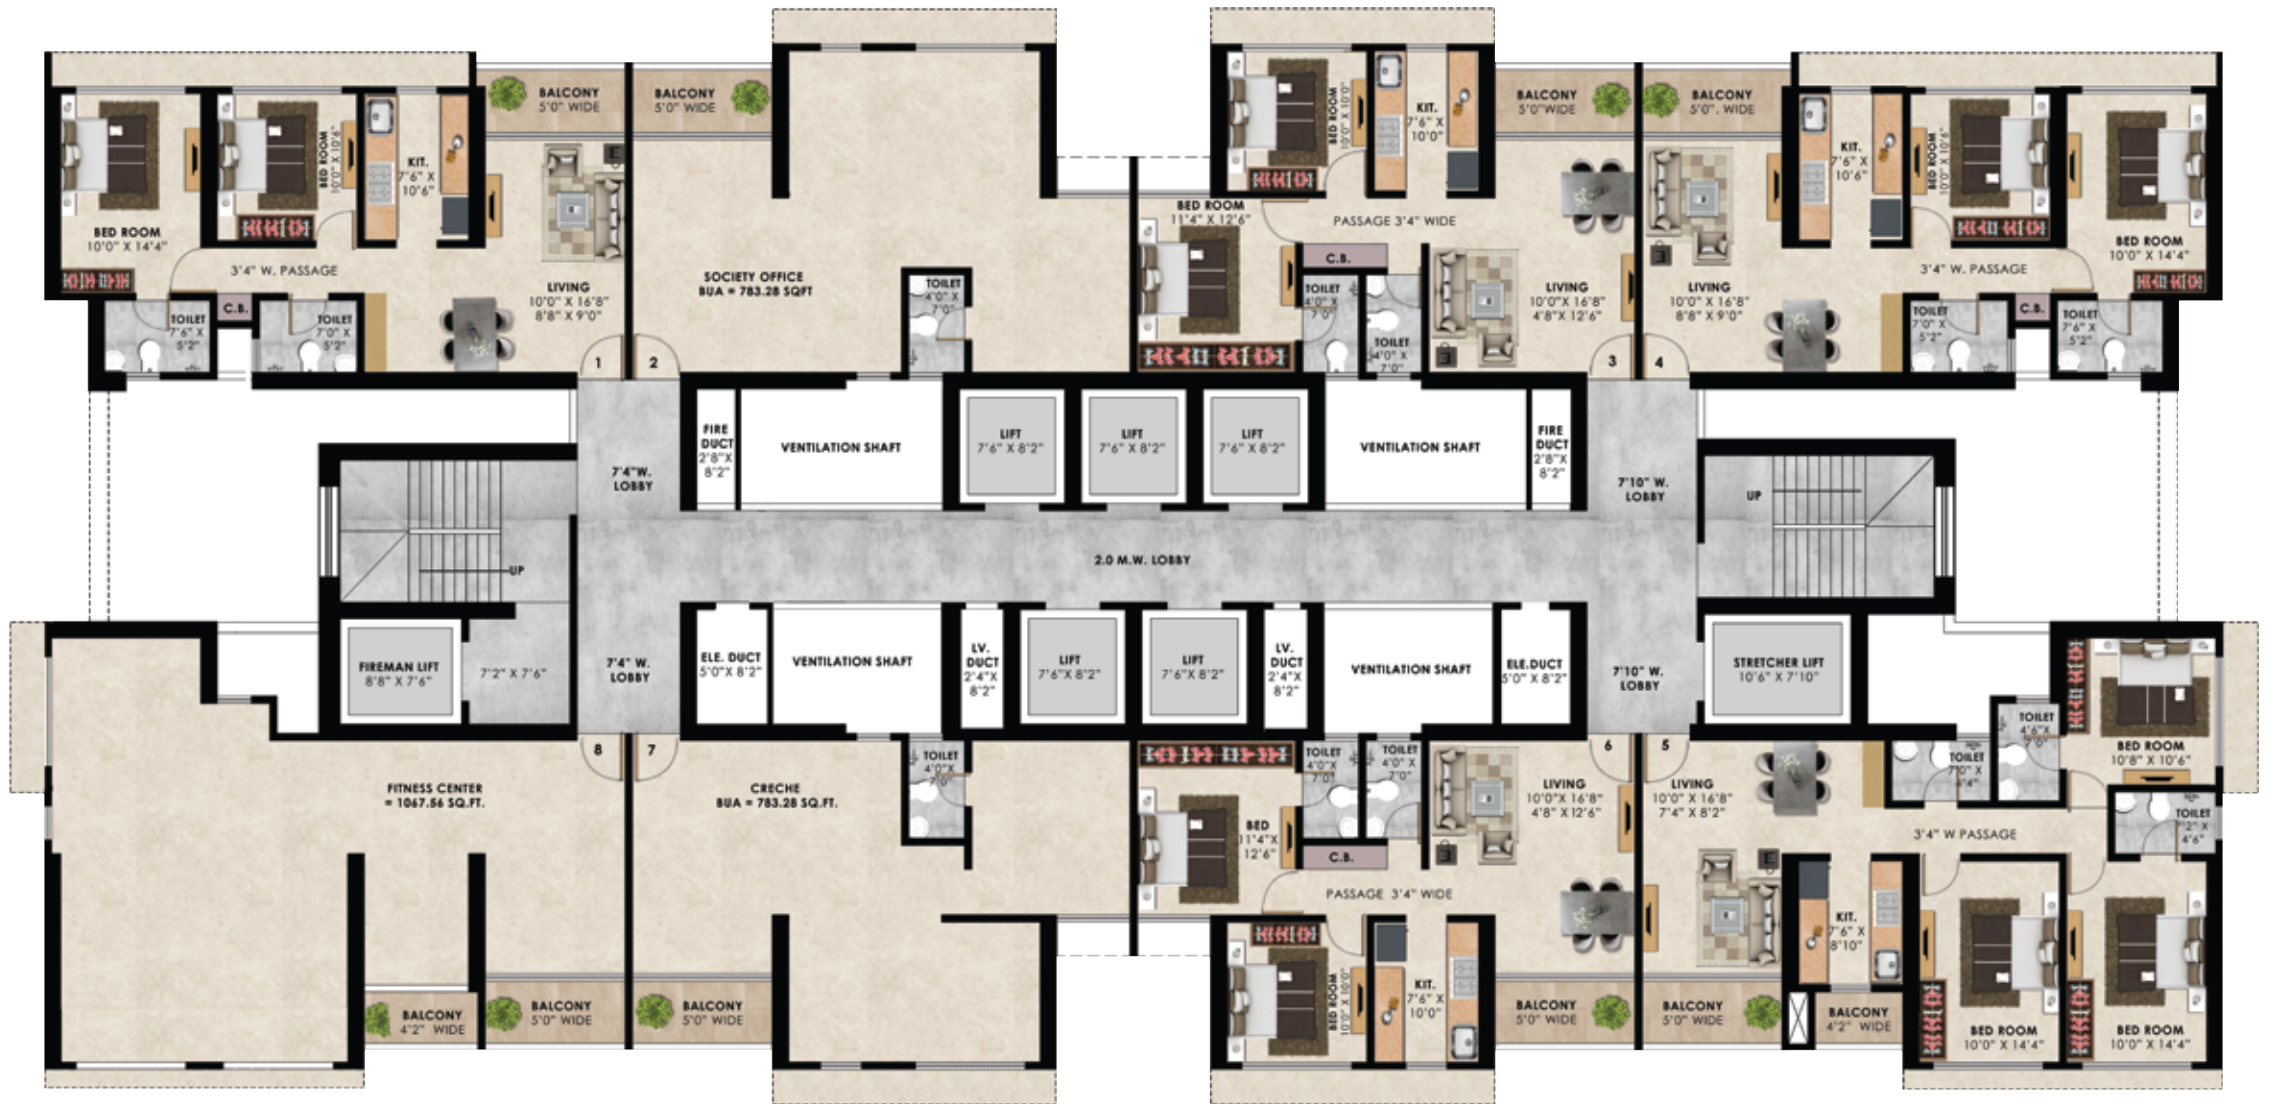 BALCONY
5'0" WIDE
BALCONY
5'0" WIDE
BED ROOM
10'0" X 10'6"
KIT.
7'6" X
10'6"
BED ROOM
10'0" X 14'4"
3'4" W. PASSAGE
LIVING
10'0" X 16'8"
8'8" X 9'0"
C.B.
TOILET
7'6" X
5'2"
TOILET
7'0" X
5'2"
1
2
SOCIETY OFFICE
BUA = 783.28 SQFT
TOILET
4'0" X
7'0"
BED ROOM
10'0" X 10'0"
KIT.
7'6" X
10'0"
BALCONY
5'0"WIDE
BALCONY
5'0". WIDE
BED ROOM
11'4" X 12'6"
PASSAGE 3'4" WIDE
C.B.
TOILET
4'0" X
7'0"
TOILET
4'0" X
7'0"
LIVING
10'0"X 16'8"
4'8"X 12'6"
3
4
LIVING
10'0" X 16'8"
8'8" X 9'0"
KIT.
7'6" X
10'6"
BED ROOM
10'0" X 10'6"
BED ROOM
10'0" X 14'4"
3'4" W. PASSAGE
TOILET
7'0" X
5'2"
C.B.
TOILET
7'6" X
5'2"
FIRE
DUCT
2'8"X
8'2"
VENTILATION SHAFT
LIFT
7'6" X 8'2"
LIFT
7'6" X 8'2"
LIFT
7'6" X 8'2"
VENTILATION SHAFT
FIRE
DUCT
2'8"X
8'2"
7'4"W.
LOBBY
7'10" W.
LOBBY
UP
UP
2.0 M.W. LOBBY
FIREMAN LIFT
8'8" X 7'6"
7'2" X 7'6"
7'4" W.
LOBBY
ELE. DUCT
5'0"X 8'2"
VENTILATION SHAFT
LV.
DUCT
2'4"X
8'2"
LIFT
7'6"X 8'2"
LIFT
7'6"X 8'2"
LV.
DUCT
2'4"X
8'2"
VENTILATION SHAFT
ELE.DUCT
5'0" X 8'2"
7'10" W.
LOBBY
STRETCHER LIFT
10'6" X 7'10"
8
7
FITNESS CENTER
= 1067.56 SQ.FT.
CRECHE
BUA = 783.28 SQ.FT.
TOILET
4'0"X
7'0"
BALCONY
4'2" WIDE
BALCONY
5'0" WIDE
BALCONY
5'0" WIDE
TOILET
4'0"X
7'0"
TOILET
4'0" X
7'0"
BED
11'4"X
12'6"
C.B.
PASSAGE 3'4" WIDE
LIVING
10'0"X 16'8"
4'8" X12'6"
6
5
BED ROOM
10'0" X 10'0"
KIT.
7'6" X
10'0"
BALCONY
5'0" WIDE
BALCONY
5'0" WIDE
LIVING
10'0" X 16'8"
7'4" X 8'2"
TOILET
TOILET
4'6"X
7'0"
BED ROOM
10'8" X 10'6"
TOILET
4'6"
3'4" W PASSAGE
KIT.
7'6" X
8'10"
BALCONY
4'2" WIDE
BED ROOM
10'0" X 14'4"
BED ROOM
10'0" X 14'4"